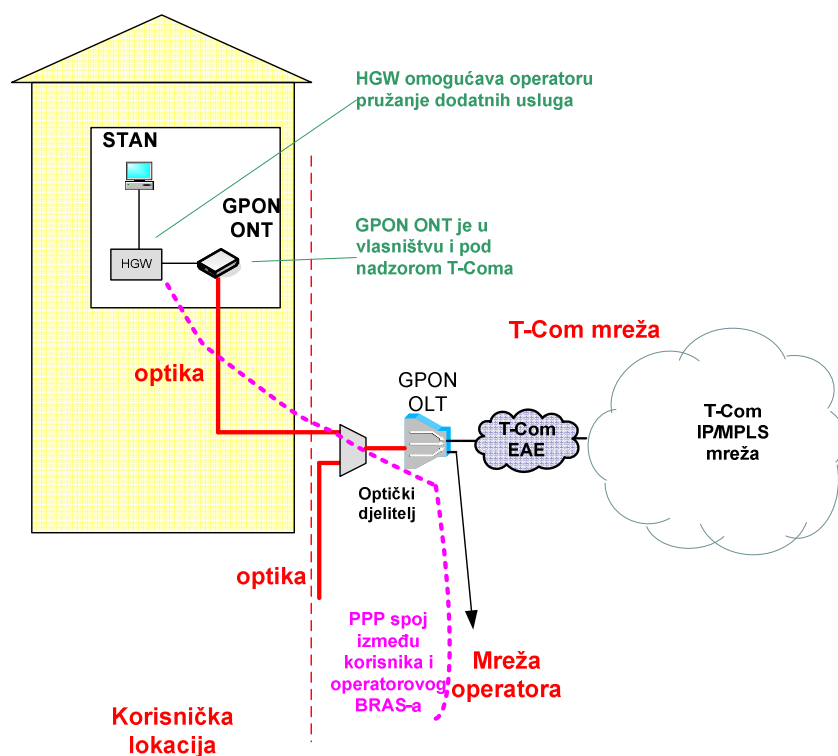 HGW omogućava operatoru
pružanje dodatnih usluga
STAN
GPON
ONT
GPON ONT je u
vlasništvu i pod
nadzorom T-Coma
HGW
T-Com mreža
optika
GPON
OLT
T-Com
EAE
T-Com
IP/MPLS
mreža
Optički
djelitelj
optika
PPP spoj
između
korisnika i
operatorovog
BRAS-a
Mreža
operatora
Korisnička
lokacija